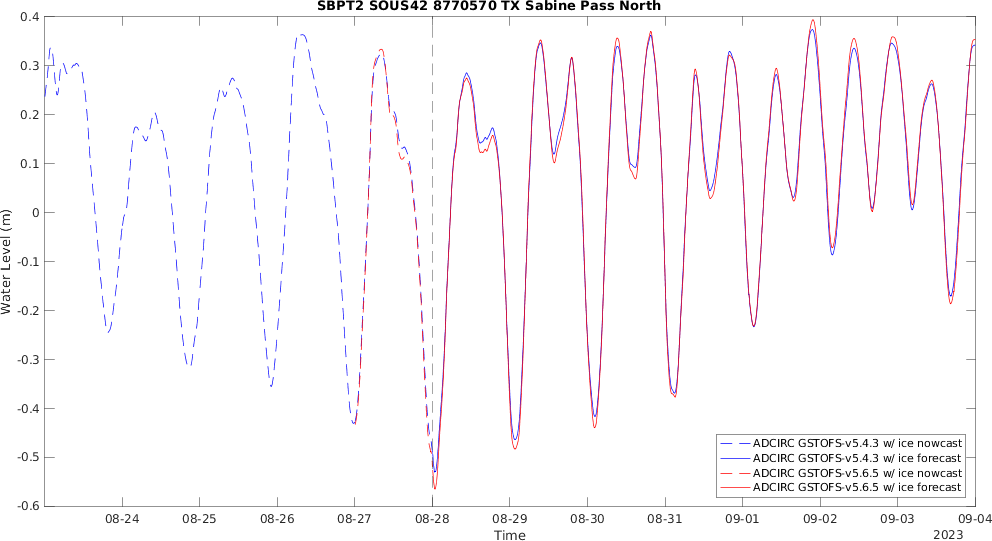 SBPT2 SOUS42 8770570 TX Sabine Pass North
0.4
0.3
0.2
0.1
0
-0.1
-0.2
-0.3
-0.4
-0.5
-0.6
Water Level (m)
ADCIRC GSTOFS-v5.4.3 w/ ice nowcast
ADCIRC GSTOFS-v5.4.3 w/ ice forecast
ADCIRC GSTOFS-v5.6.5 w/ ice nowcast
ADCIRC GSTOFS-v5.6.5 w/ ice forecast
08-24 08-25 08-26 08-27 08-28 08-29 08-30 08-31 09-01 09-02 09-03 09-04
Time
2023